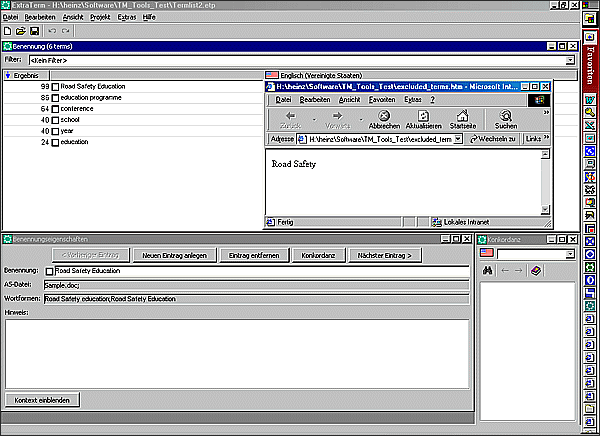 ExtraTerm - H:\heinz\Software\TM_Tools_Test\Termlist2.etp
Datei Bearbeiten Ansicht Projekt Extras Hilfe
Benennung (6 terms)
Filter: <Kein Filter>
Ergebnis Englisch (Vereinigte Staaten)
99 Road Safety Education
86 education programme
64 conference
40 school
40 year
24 education
H:\heinz\Software\TM_Tools_Test\excluded_terms.htm - Microsoft Int...
Datei Bearbeiten Ansicht Favoriten Extras ?
Zurück Vorwärts Abbrechen Aktualisieren Startseite Suchen
Adresse H:\heinz\Software\TM_Tools_Test\excluded_term Wechseln zu Links
Road Safety
Fertig Lokales Intranet
Favoriten
Benennungseigenschaften
< Vorheriger Eintrag Neuen Eintrag anlegen Eintrag entfernen Konkordanz Nächster Eintrag >
Benennung: Road Safety Education
AS-Datei: Sample.doc;
Wortformen: Road Safety education;Road Safety Education
Hinweis:
Kontext einblenden
Konkordanz